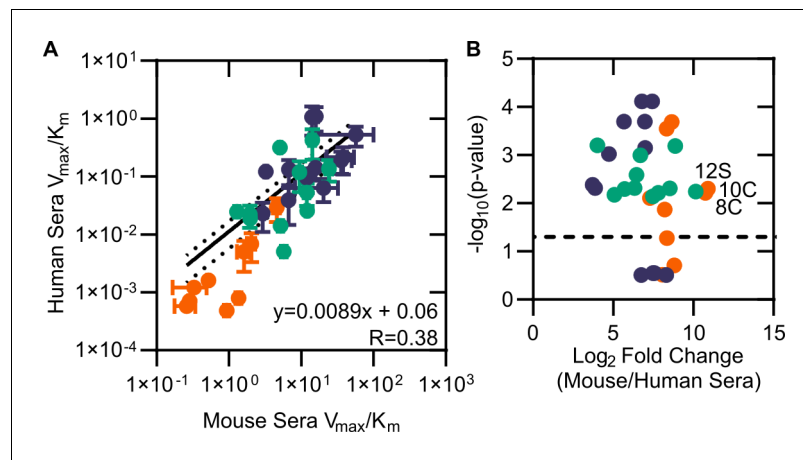 A
Human Sera Vmax/Km
1×10¹
1×10⁰
1×10⁻¹
1×10⁻²
1×10⁻³
1×10⁻⁴
y=0.0089x + 0.06
R=0.38
1×10⁻¹ 1×10⁰ 1×10¹ 1×10² 1×10³
Mouse Sera Vmax/Km
B
-log₁₀(p-value)
5
4
3
2
1
0
12S
10C
8C
0 5 10 15
Log₂ Fold Change
(Mouse/Human Sera)